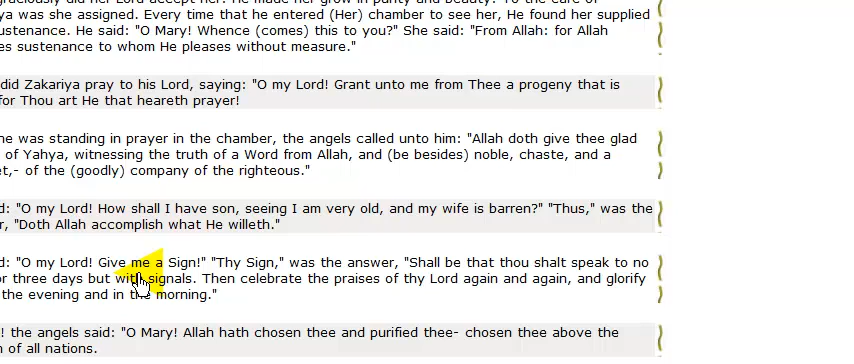 graciously did her Lord accept her: He made her grow in purity and beauty: To the care of
ya was she assigned. Every time that he entered (Her) chamber to see her, He found her supplied
ustenance. He said: "O Mary! Whence (comes) this to you?" She said: "From Allah: for Allah
es sustenance to whom He pleases without measure."
did Zakariya pray to his Lord, saying: "O my Lord! Grant unto me from Thee a progeny that is
for Thou art He that heareth prayer!
he was standing in prayer in the chamber, the angels called unto him: "Allah doth give thee glad
of Yahya, witnessing the truth of a Word from Allah, and (be besides) noble, chaste, and a
et,- of the (goodly) company of the righteous."
d: "O my Lord! How shall I have son, seeing I am very old, and my wife is barren?" "Thus," was the
r, "Doth Allah accomplish what He willeth."
d: "O my Lord! Give me a Sign!" "Thy Sign," was the answer, "Shall be that thou shalt speak to no
or three days but with signals. Then celebrate the praises of thy Lord again and again, and glorify
the evening and in the morning."
! the angels said: "O Mary! Allah hath chosen thee and purified thee- chosen thee above the
n of all nations.